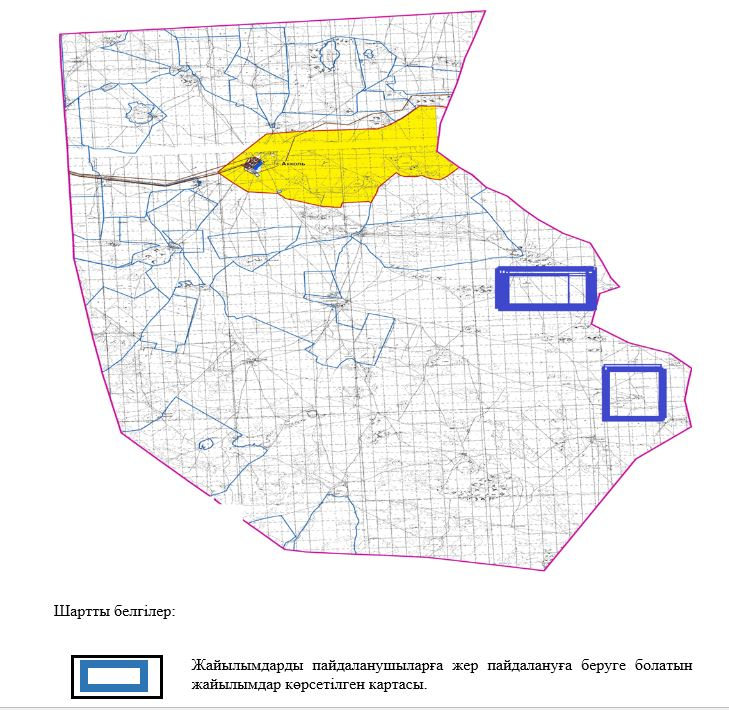 Акколь
Шартты белгілер:
Жайылымдарды пайдаланушыларға жер пайдалануға беруге болатын
жайылымдар көрсетілген картасы.